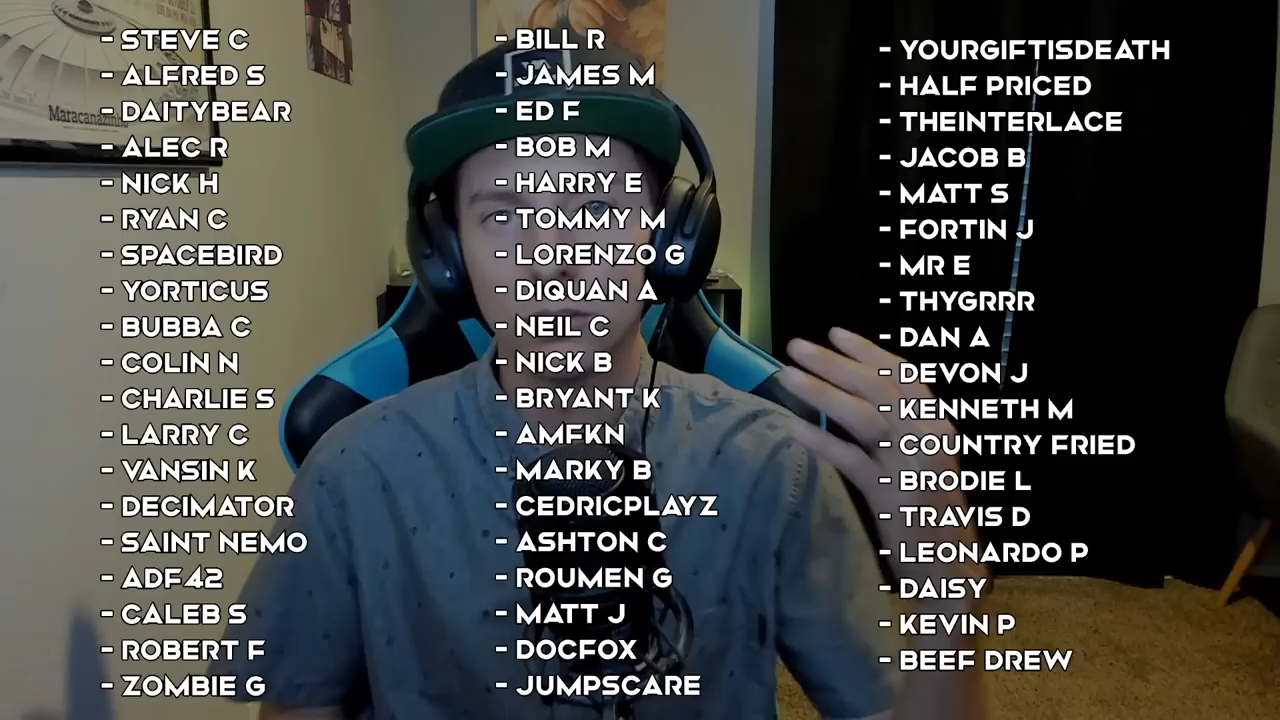 Maracanazinho
- STEVE C
- ALFRED S
- DAITYBEAR
- ALEC R
- NICK H
- RYAN C
- SPACEBIRD
- YORTICUS
- BUBBA C
- COLIN N
- CHARLIE S
- LARRY C
- VANSIN K
- DECIMATOR
- SAINT NEMO
- ADF42
- CALEB S
- ROBERT F
- ZOMBIE G
- BILL R
- JAMES M
- ED F
- BOB M
- HARRY E
- TOMMY M
- LORENZO G
- DIQUAN A
- NEIL C
- NICK B
- BRYANT K
- AMFKN
- MARKY B
- CEDRICPLAYZ
- ASHTON C
- ROUMEN G
- MATT J
- DOCFOX
- JUMPSCARE
- YOURGIFTISDEATH
- HALF PRICED
- THEINTERLACE
- JACOB B
- MATT S
- FORTIN J
- MR E
- THYGRRR
- DAN A
- DEVON J
- KENNETH M
- COUNTRY FRIED
- BRODIE L
- TRAVIS D
- LEONARDO P
- DAISY
- KEVIN P
- BEEF DREW